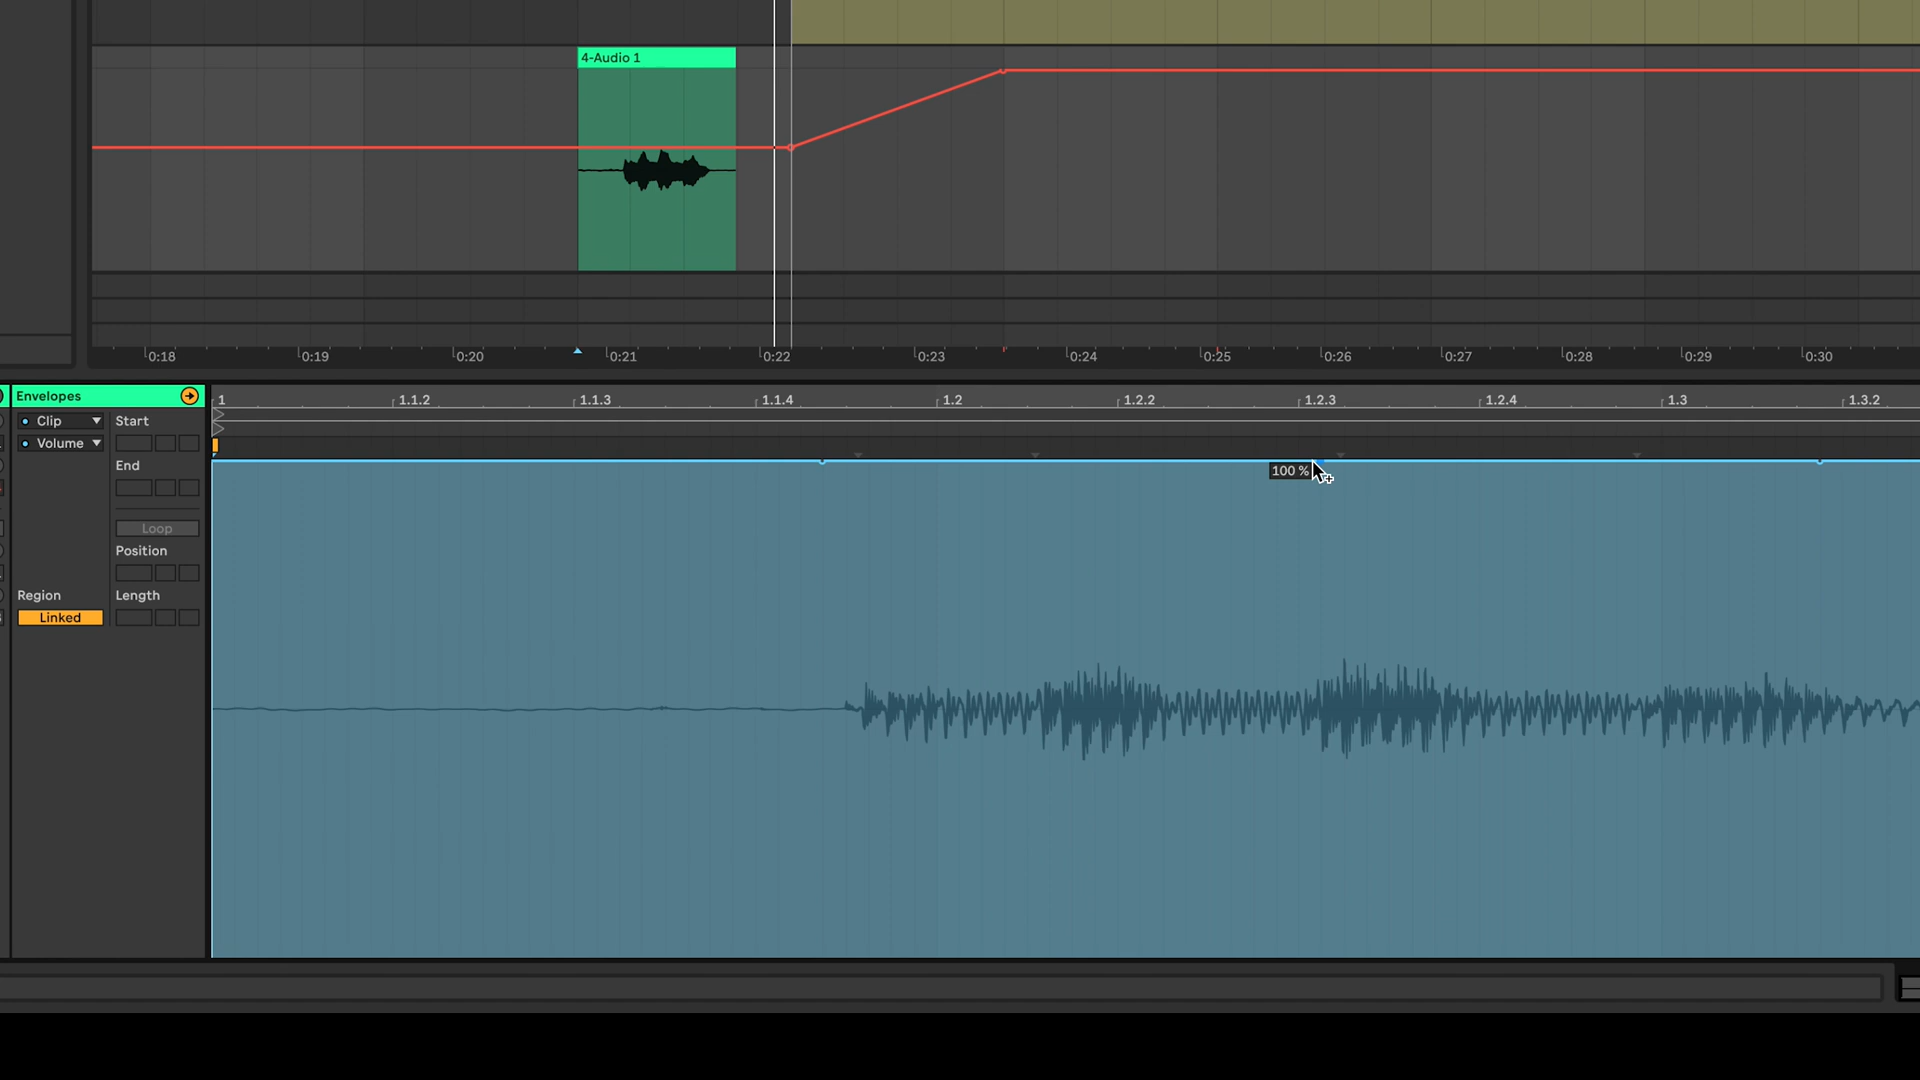 4-Audio 1
0:18 0:19 0:20 0:21 0:22 0:23 0:24 0:25 0:26 0:27 0:28 0:29 0:30
Envelopes
1 1.1.2 1.1.3 1.1.4 1.2 1.2.2 1.2.3 1.2.4 1.3 1.3.2
Clip Start
Volume
End
100 %
Loop
Position
Region Length
Linked